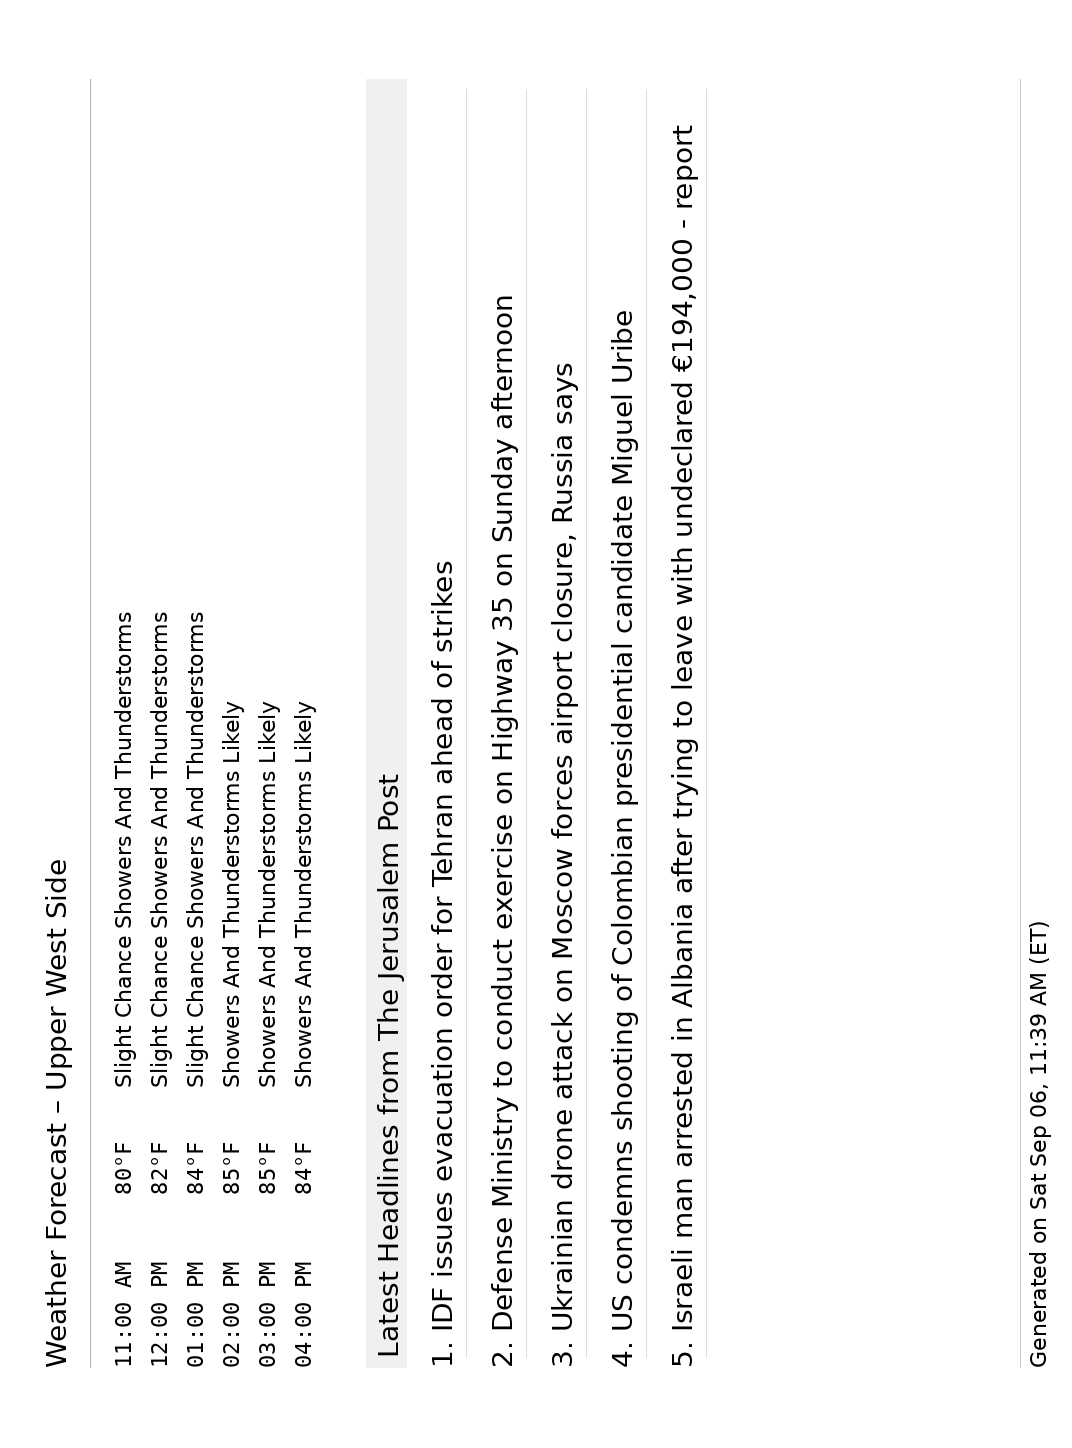 Weather Forecast – Upper West Side
11:00 AM 80°F Slight Chance Showers And Thunderstorms
12:00 PM 82°F Slight Chance Showers And Thunderstorms
01:00 PM 84°F Slight Chance Showers And Thunderstorms
02:00 PM 85°F Showers And Thunderstorms Likely
03:00 PM 85°F Showers And Thunderstorms Likely
04:00 PM 84°F Showers And Thunderstorms Likely
Latest Headlines from The Jerusalem Post
1. IDF issues evacuation order for Tehran ahead of strikes
2. Defense Ministry to conduct exercise on Highway 35 on Sunday afternoon
3. Ukrainian drone attack on Moscow forces airport closure, Russia says
4. US condemns shooting of Colombian presidential candidate Miguel Uribe
5. Israeli man arrested in Albania after trying to leave with undeclared €194,000 - report
Generated on Sat Sep 06, 11:39 AM (ET)